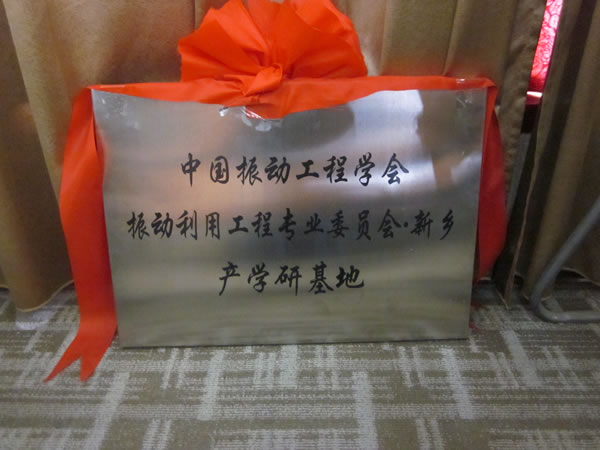 中国振动工程学会
振动利用工程专业委员会·新乡
产学研基地